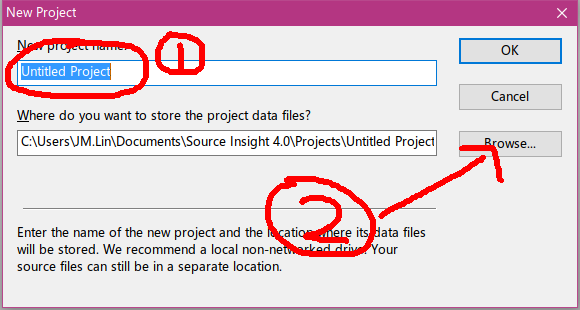 New Project
New project name:
1
OK
Untitled Project
Cancel
Where do you want to store the project data files?
C:\Users\JM.Lin\Documents\Source Insight 4.0\Projects\Untitled Project
Browse...
2
Enter the name of the new project and the location where its data files
will be stored. We recommend a local non-networked drive. Your
source files can still be in a separate location.